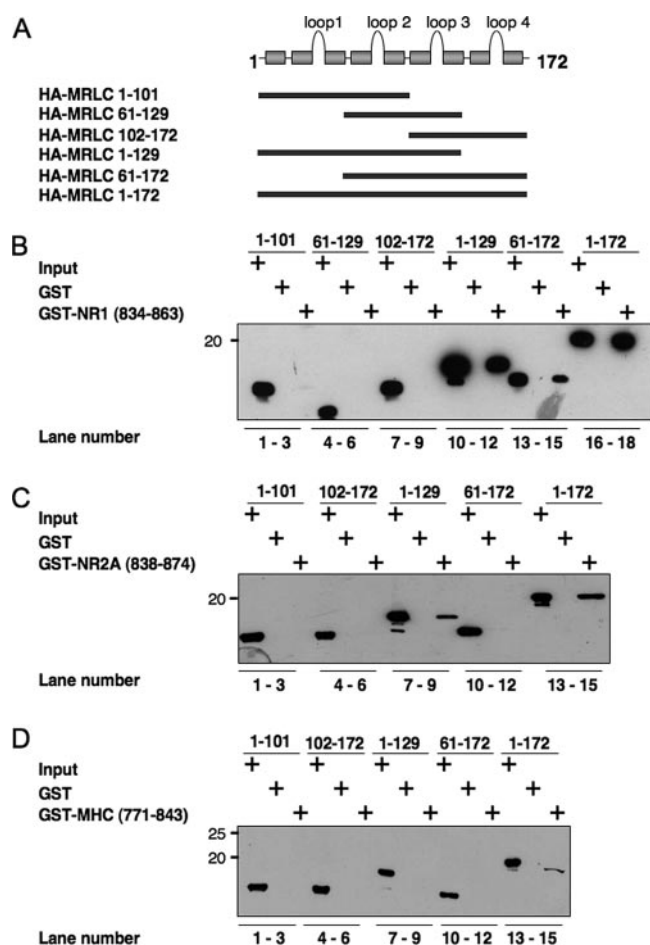 A
loop1 loop 2 loop 3 loop 4
1 172
HA-MRLC 1-101
HA-MRLC 61-129
HA-MRLC 102-172
HA-MRLC 1-129
HA-MRLC 61-172
HA-MRLC 1-172
B
1-101 61-129 102-172 1-129 61-172 1-172
Input + + + + + +
GST + + + + + +
GST-NR1 (834-863) + + + + + +
20
Lane number 1 - 3 4 - 6 7 - 9 10 - 12 13 - 15 16 - 18
C
1-101 102-172 1-129 61-172 1-172
Input + + + + +
GST + + + + +
GST-NR2A (838-874) + + + + +
20
Lane number 1 - 3 4 - 6 7 - 9 10 - 12 13 - 15
D
1-101 102-172 1-129 61-172 1-172
Input + + + + +
GST + + + + +
GST-MHC (771-843) + + + + +
25
20
Lane number 1 - 3 4 - 6 7 - 9 10 - 12 13 - 15